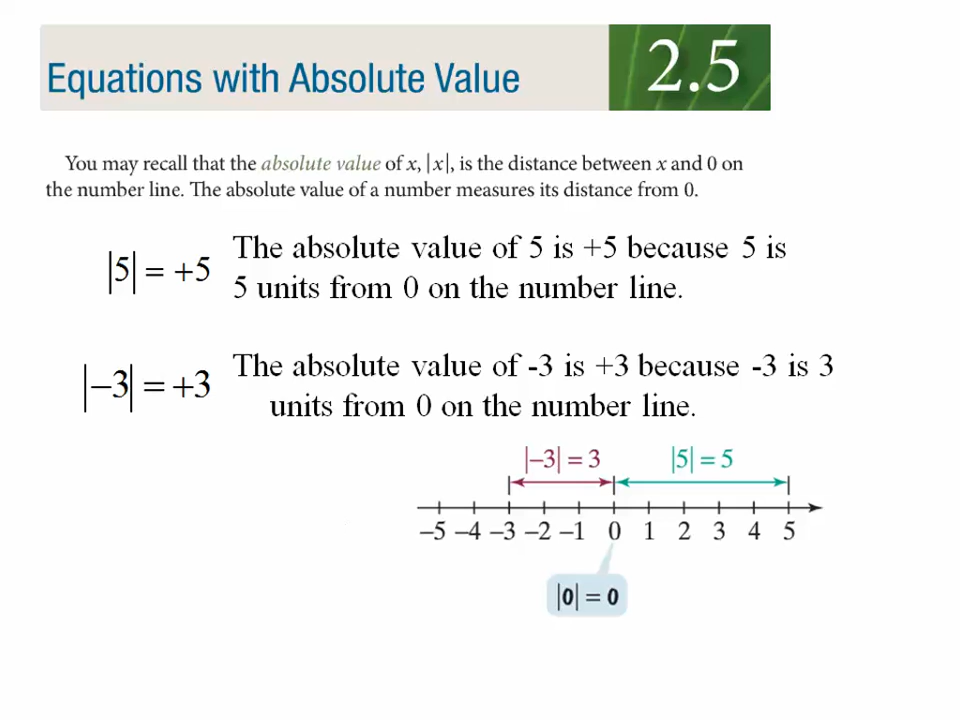 Equations with Absolute Value
2.5
You may recall that the absolute value of x, |x|, is the distance between x and 0 on
the number line. The absolute value of a number measures its distance from 0.
|5| = +5
The absolute value of 5 is +5 because 5 is
5 units from 0 on the number line.
|−3| = +3
The absolute value of -3 is +3 because -3 is 3
units from 0 on the number line.
|−3| = 3 |5| = 5
−5 −4 −3 −2 −1 0 1 2 3 4 5
|0| = 0